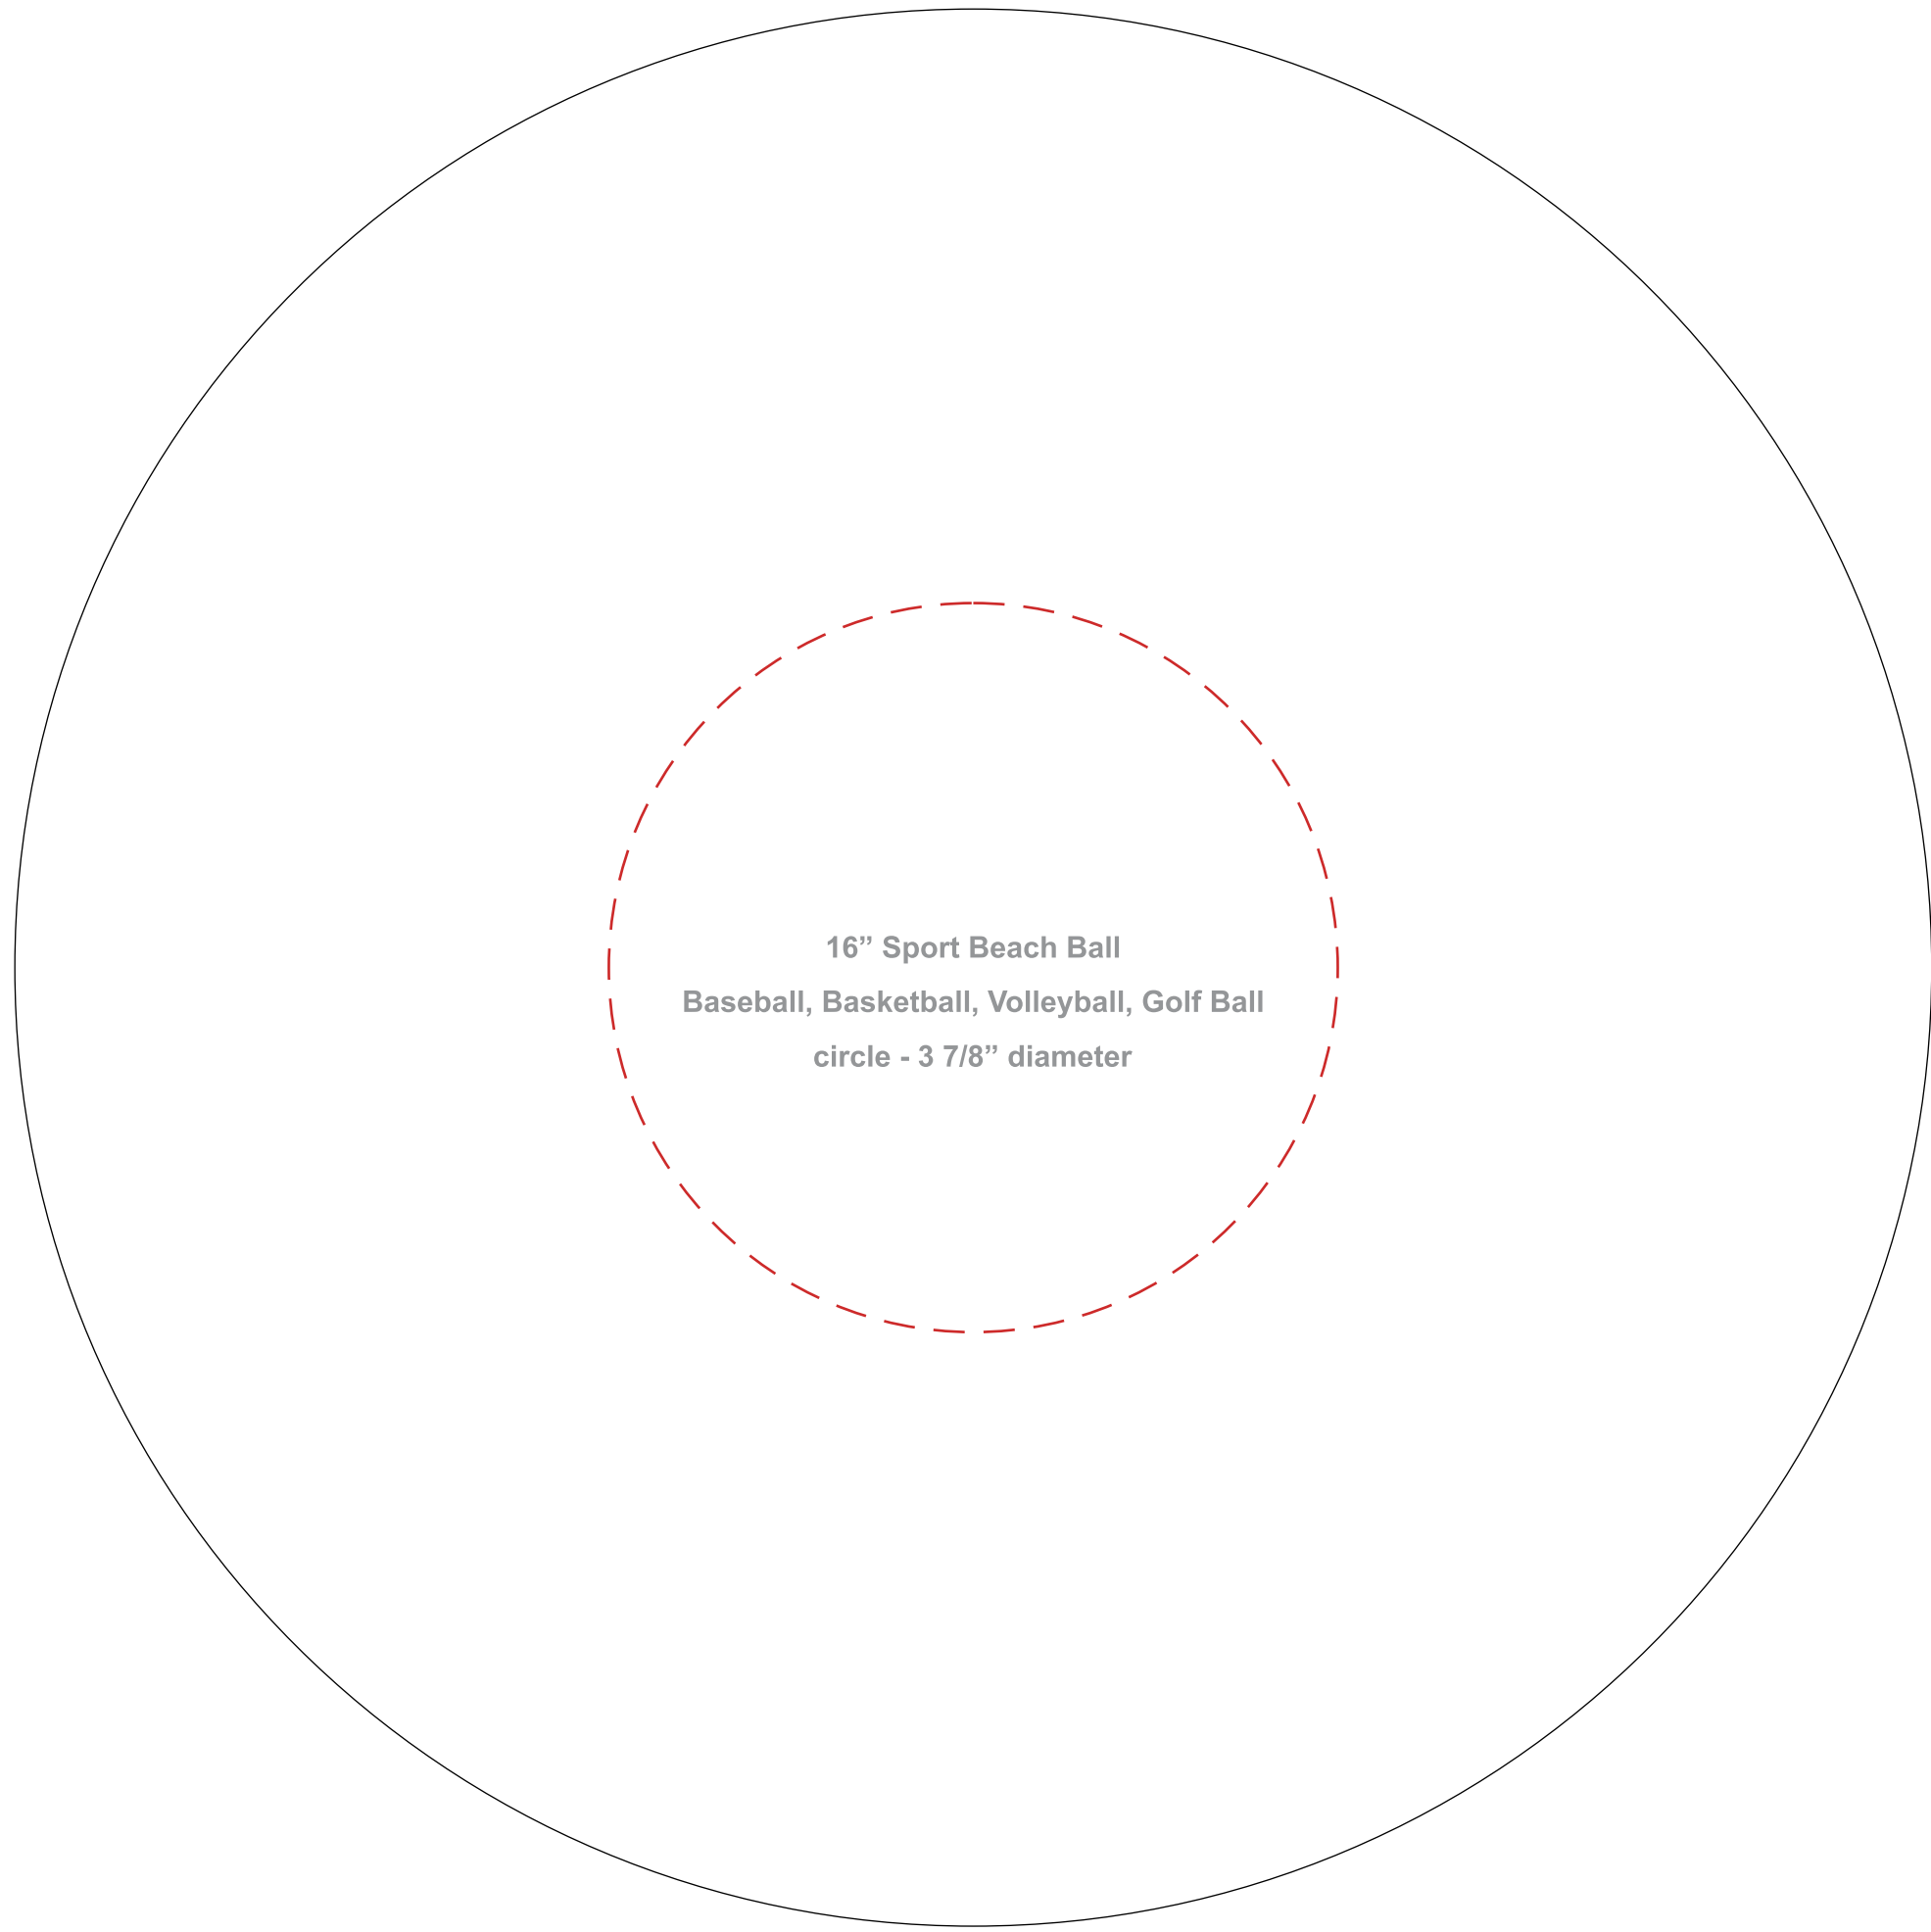 16” Sport Beach Ball
Baseball, Basketball, Volleyball, Golf Ball
circle - 3 7/8” diameter